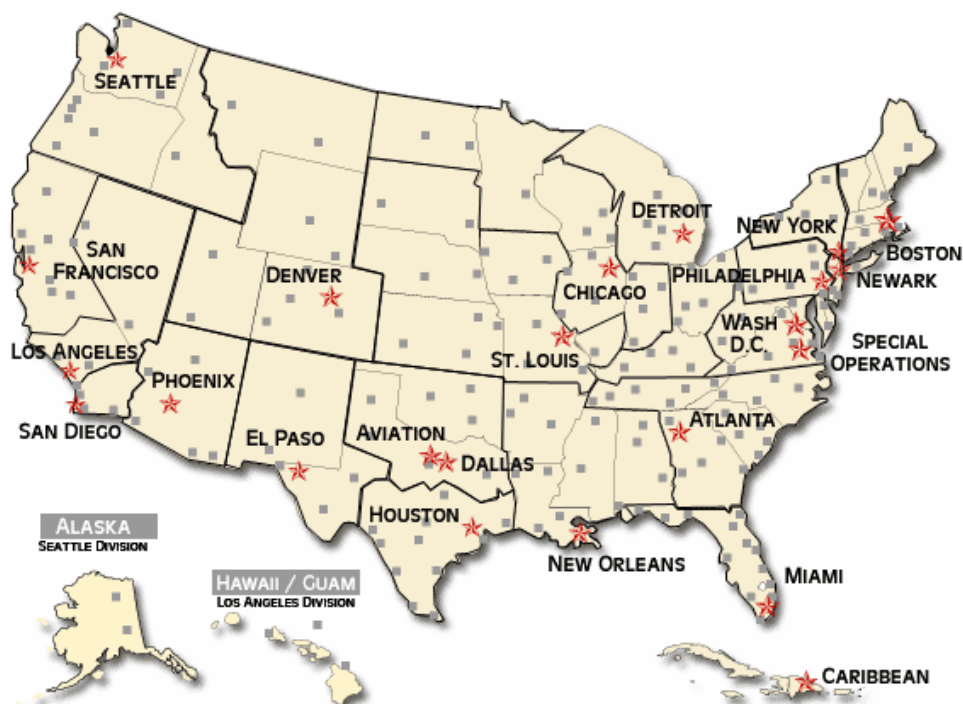 SEATTLE
DETROIT
NEW YORK
BOSTON
SAN
FRANCISCO
DENVER
CHICAGO
PHILADELPHIA
NEWARK
WASH
D.C.
SPECIAL
OPERATIONS
LOS ANGELES
ST. LOUIS
PHOENIX
SAN DIEGO
EL PASO
AVIATION
ATLANTA
DALLAS
HOUSTON
ALASKA
SEATTLE DIVISION
NEW ORLEANS
MIAMI
HAWAII / GUAM
LOS ANGELES DIVISION
CARIBBEAN